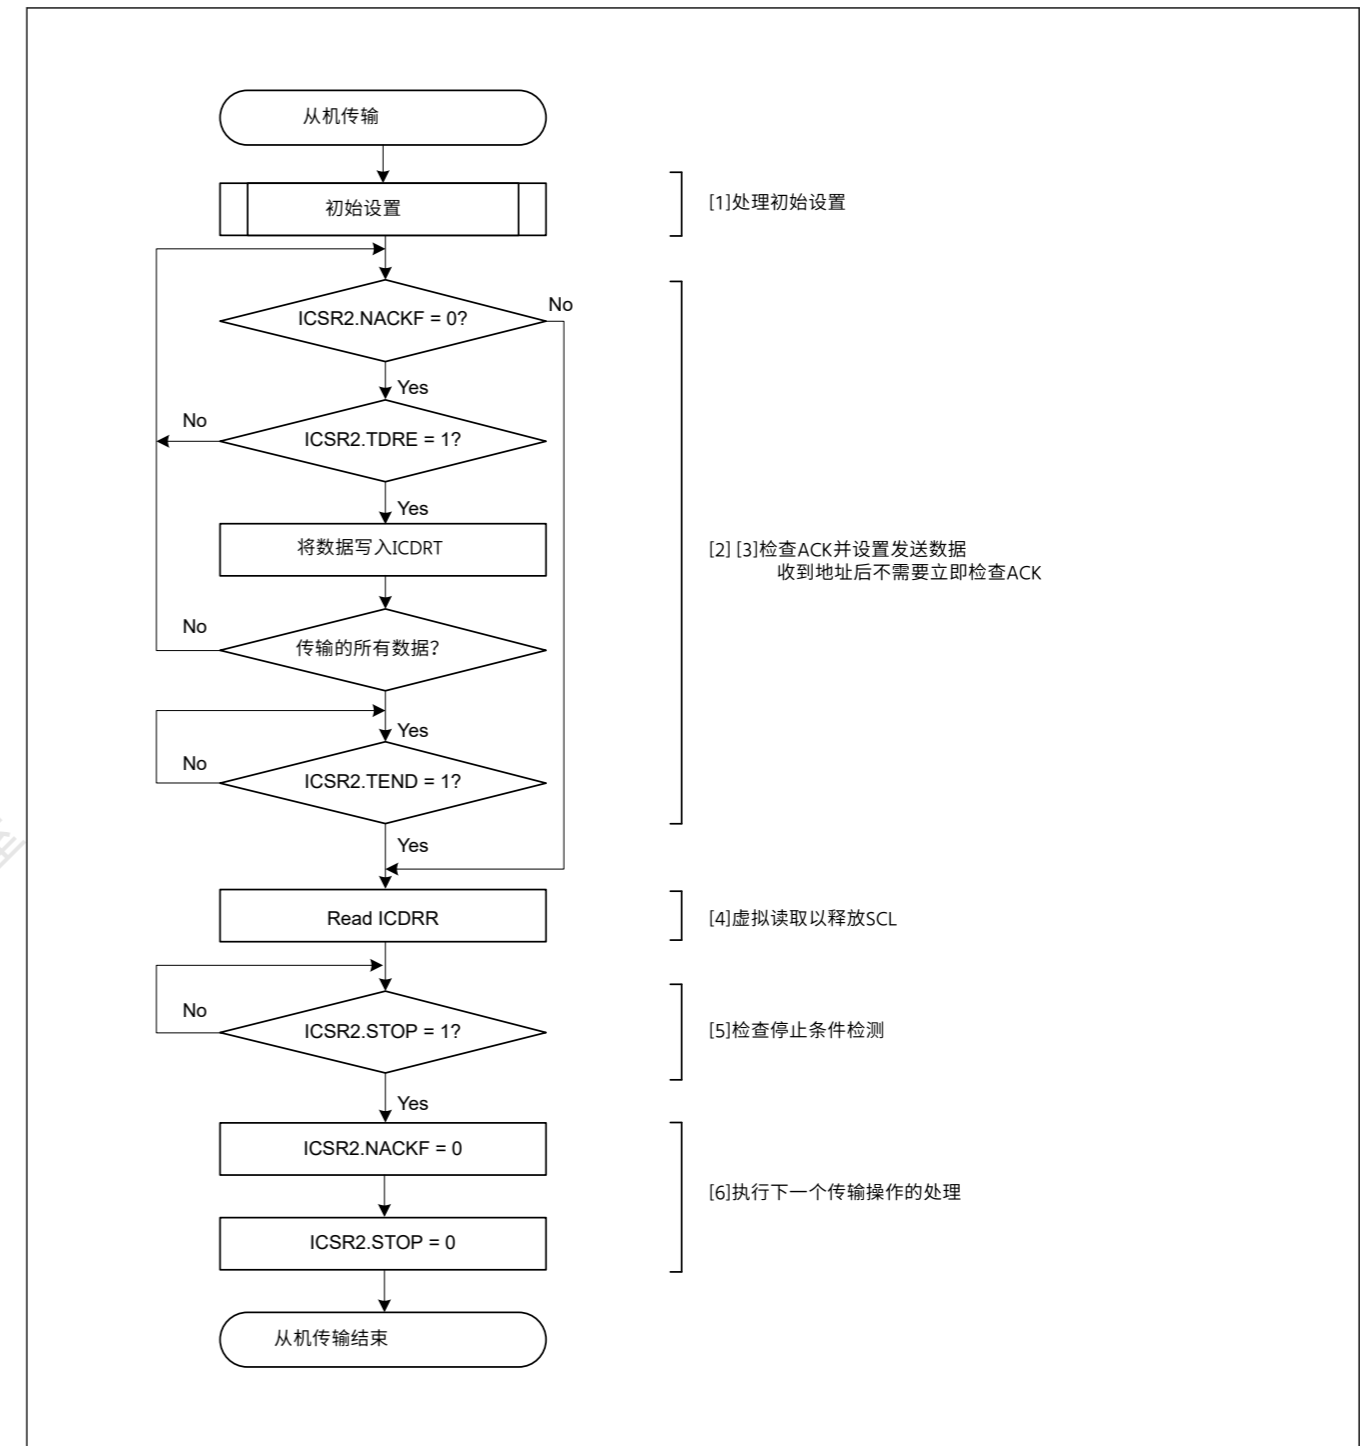 从机传输
初始设置
[1]处理初始设置
ICSR2.NACKF = 0?
No
Yes
No
ICSR2.TDRE = 1?
Yes
将数据写入ICDRT
[2] [3]检查ACK并设置发送数据
收到地址后不需要立即检查ACK
No
传输的所有数据?
Yes
No
ICSR2.TEND = 1?
Yes
Read ICDRR
[4]虚拟读取以释放SCL
No
ICSR2.STOP = 1?
[5]检查停止条件检测
Yes
ICSR2.NACKF = 0
[6]执行下一个传输操作的处理
ICSR2.STOP = 0
从机传输结束